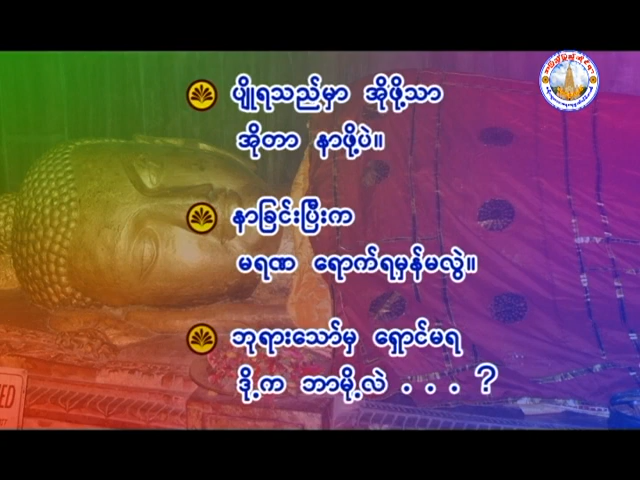 ပျိုရသည်မှာ အိုဖို့သာ
အိုတာ နာဖို့ပဲ။
နာခြင်းပြီးက
မရဏ ရောက်ရမှန်မလွဲ။
ဘုရားသော်မှ ရှောင်မရ
ဒို့က ဘာမို့လဲ . . . ?